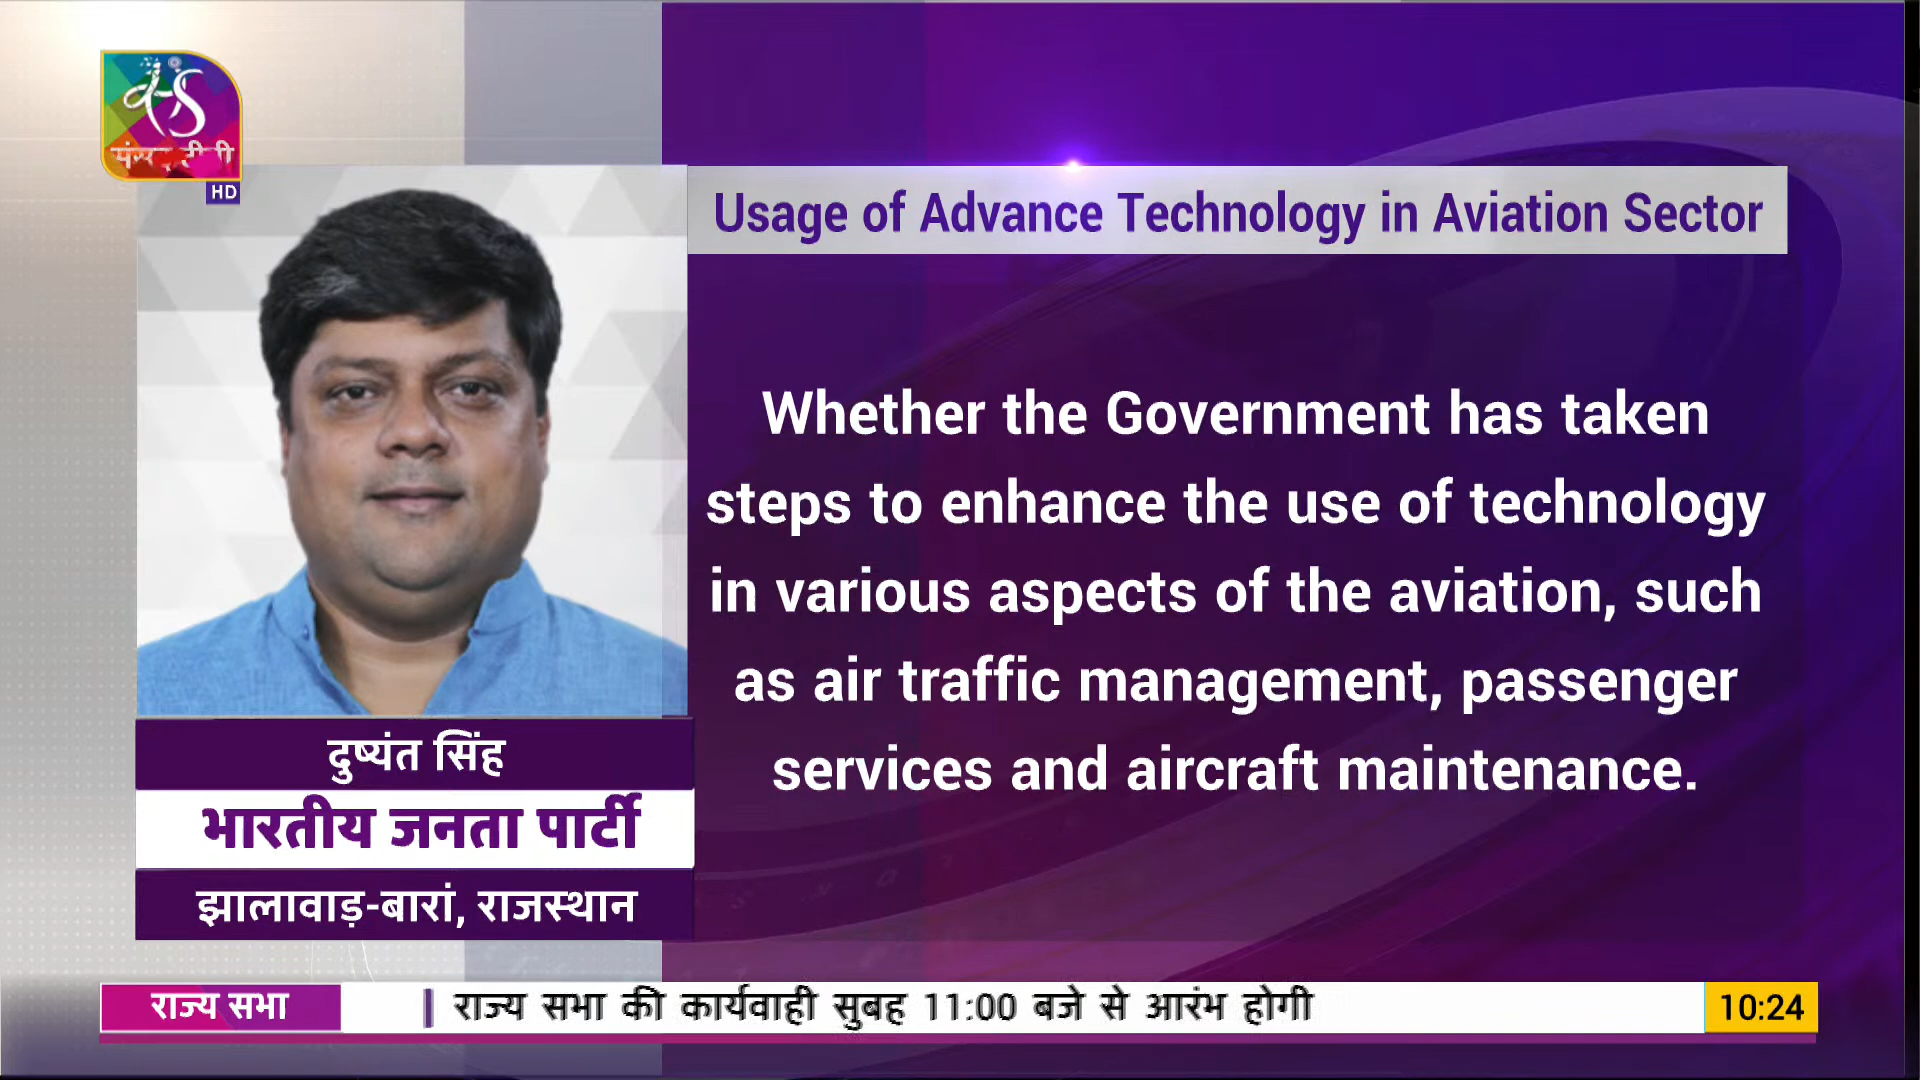 संसद टीवी
HD
Usage of Advance Technology in Aviation Sector
Whether the Government has taken
steps to enhance the use of technology
in various aspects of the aviation, such
as air traffic management, passenger
services and aircraft maintenance.
दुष्यंत सिंह
भारतीय जनता पार्टी
झालावाड़-बारां, राजस्थान
राज्य सभा
राज्य सभा की कार्यवाही सुबह 11:00 बजे से आरंभ होगी
10:24